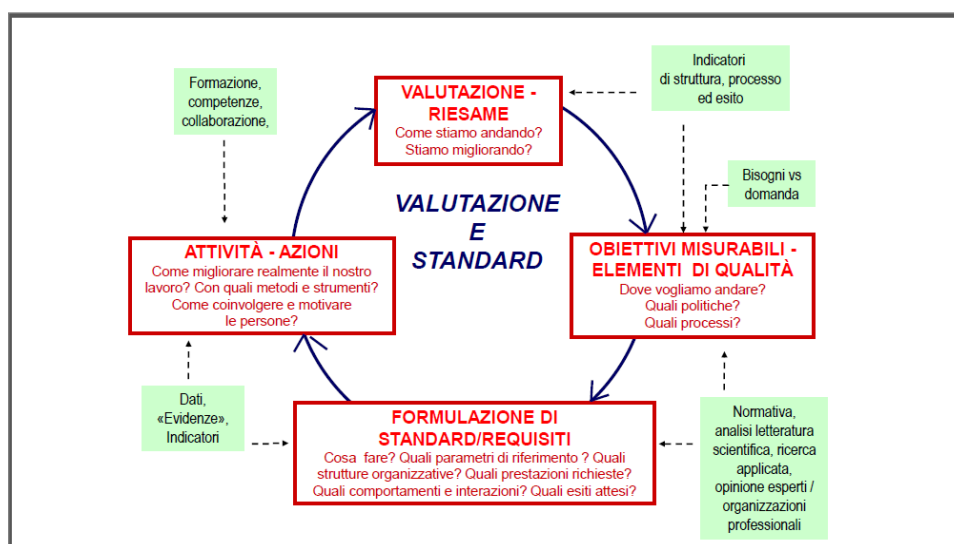 Formazione,
competenze,
collaborazione,
VALUTAZIONE -
RIESAME
Come stiamo andando?
Stiamo migliorando?
Indicatori
di struttura, processo
ed esito
Bisogni vs
domanda
VALUTAZIONE
E
STANDARD
ATTIVITÀ - AZIONI
Come migliorare realmente il nostro
lavoro? Con quali metodi e strumenti?
Come coinvolgere e motivare
le persone?
OBIETTIVI MISURABILI -
ELEMENTI DI QUALITÀ
Dove vogliamo andare?
Quali politiche?
Quali processi?
Dati,
«Evidenze»,
Indicatori
FORMULAZIONE DI
STANDARD/REQUISITI
Cosa fare? Quali parametri di riferimento ? Quali
strutture organizzative? Quali prestazioni richieste?
Quali comportamenti e interazioni? Quali esiti attesi?
Normativa,
analisi letteratura
scientifica, ricerca
applicata,
opinione esperti /
organizzazioni
professionali